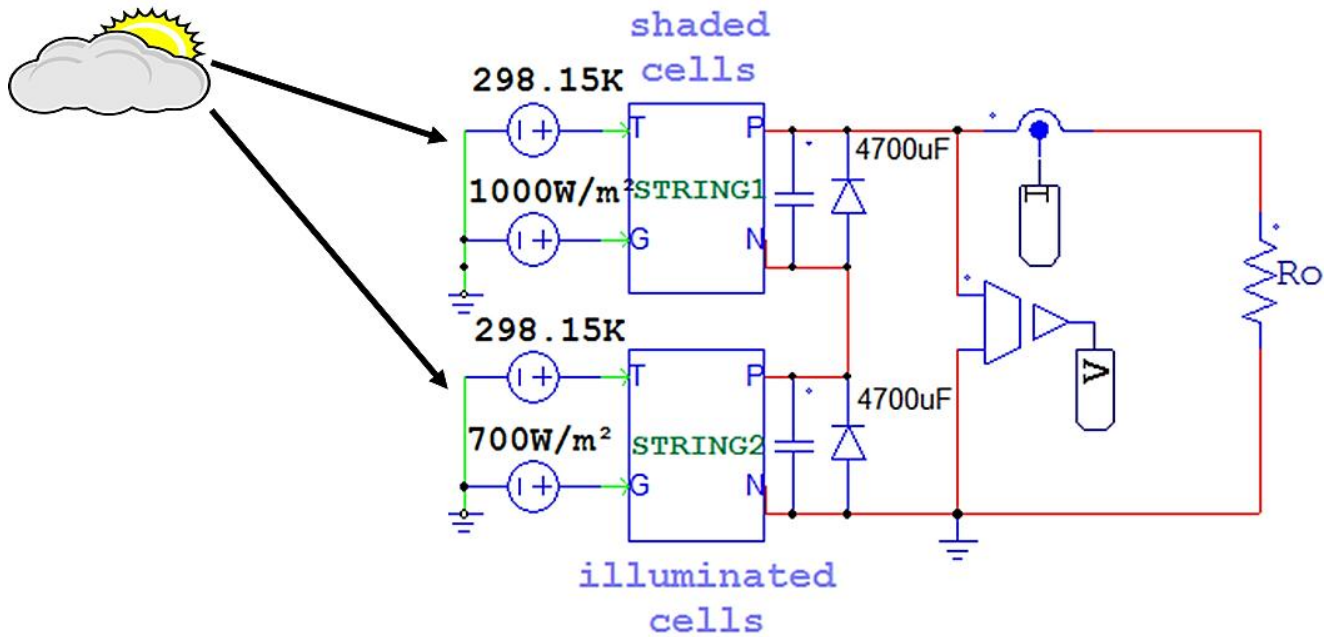 shaded
cells
298.15K
T
P
4700uF
1000W/m²
STRING1
I
G
N
Ro
298.15K
T
P
4700uF
V
700W/m²
STRING2
G
N
illuminated
cells